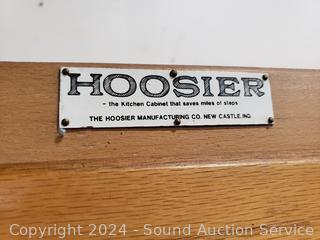 HOOSIER
- the Kitchen Cabinet that saves miles of steps
THE HOOSIER MANUFACTURING CO. NEW CASTLE, IND.
Copyright 2024 - Sound Auction Service